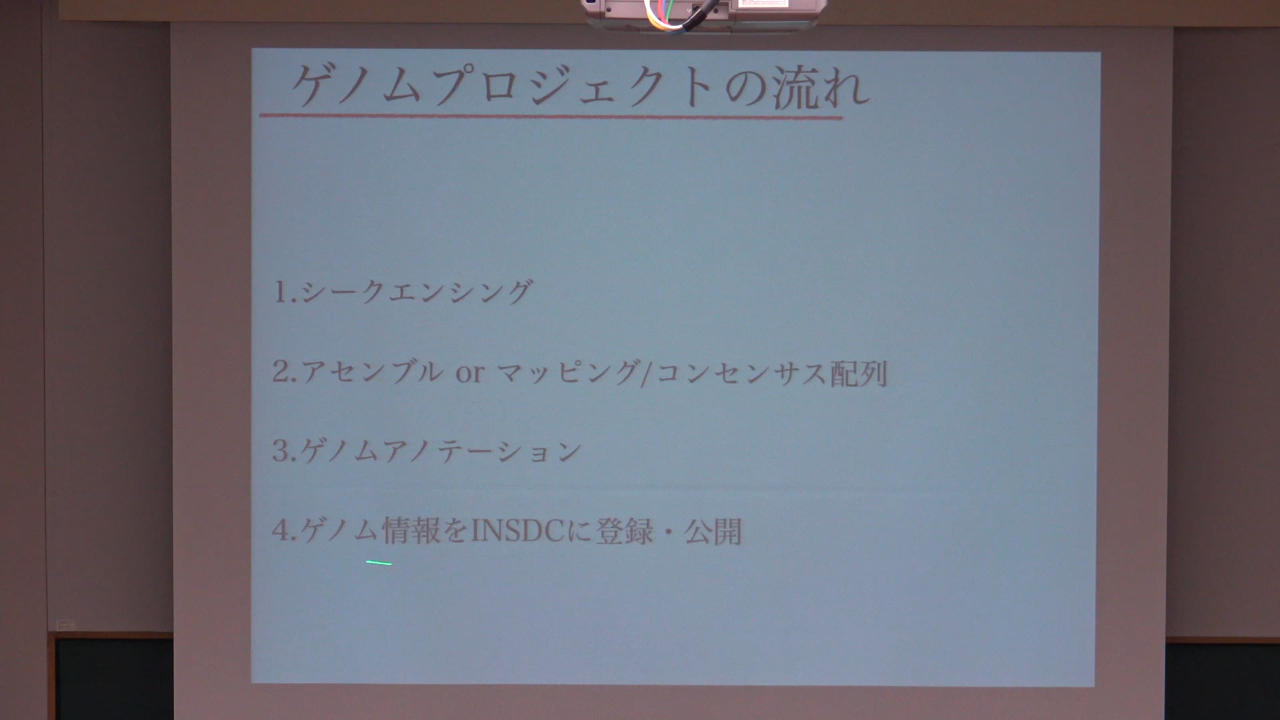 ゲノムプロジェクトの流れ
1.シークエンシング
2.アセンブル or マッピング/コンセンサス配列
3.ゲノムアノテーション
4.ゲノム情報をINSDCに登録・公開